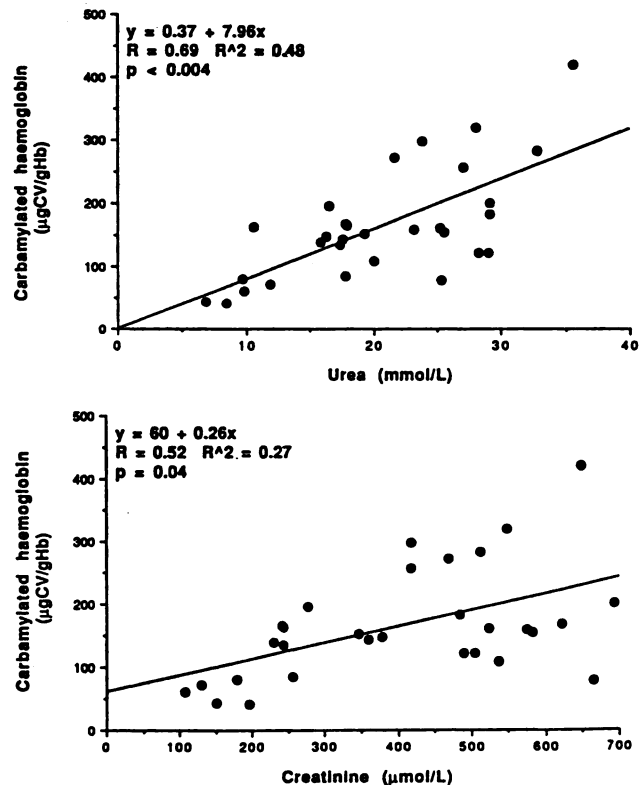 y = 0.37 + 7.96x
R = 0.69 R^2 = 0.48
p < 0.004
Carbamylated haemoglobin
(µgCV/gHb)
500
400
300
200
100
0
0 10 20 30 40
Urea (mmol/L)
y = 60 + 0.26x
R = 0.52 R^2 = 0.27
p = 0.04
Carbamylated haemoglobin
(µgCV/gHb)
500
400
300
200
100
0
0 100 200 300 400 500 600 700
Creatinine (µmol/L)